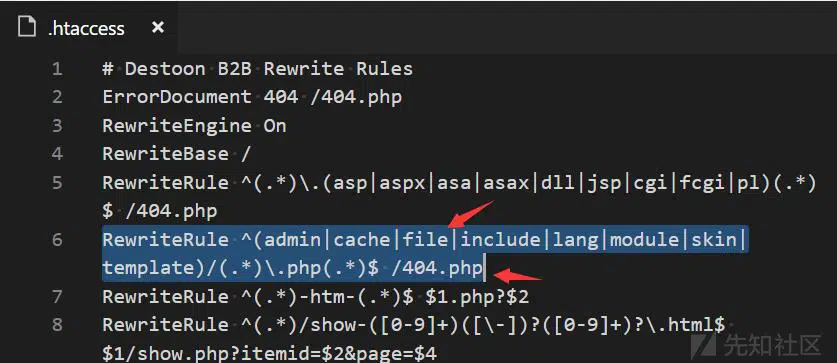 .htaccess ×
1 # Destoon B2B Rewrite Rules
2 ErrorDocument 404 /404.php
3 RewriteEngine On
4 RewriteBase /
5 RewriteRule ^(.*)\.(asp|aspx|asa|asax|dll|jsp|cgi|fcgi|pl)(.*)
$ /404.php
6 RewriteRule ^(admin|cache|file|include|lang|module|skin|
template)/(.*)\.php(.*)$ /404.php
7 RewriteRule ^(.*)-htm-(.*)$ $1.php?$2
8 RewriteRule ^(.*)/show-([0-9]+)([\-])?([0-9]+)?\.html$
$1/show.php?itemid=$2&page=$4
先知社区